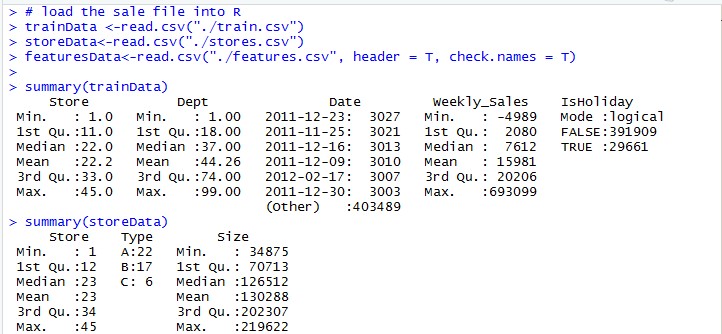 > # load the sale file into R
> trainData <-read.csv("./train.csv")
> storeData<-read.csv("./stores.csv")
> featuresData<-read.csv("./features.csv", header = T, check.names = T)
>
> summary(trainData)
     Store           Dept            Date         Weekly_Sales     IsHoliday
 Min.   : 1.0   Min.   : 1.00   2011-12-23:  3027   Min.   : -4989   Mode :logical
 1st Qu.:11.0   1st Qu.:18.00   2011-11-25:  3021   1st Qu.:  2080   FALSE:391909
 Median :22.0   Median :37.00   2011-12-16:  3013   Median :  7612   TRUE :29661
 Mean   :22.2   Mean   :44.26   2011-12-09:  3010   Mean   : 15981
 3rd Qu.:33.0   3rd Qu.:74.00   2012-02-17:  3007   3rd Qu.: 20206
 Max.   :45.0   Max.   :99.00   2011-12-30:  3003   Max.   :693099
                                (Other)   :403489
> summary(storeData)
     Store    Type        Size
 Min.   : 1   A:22   Min.   : 34875
 1st Qu.:12   B:17   1st Qu.: 70713
 Median :23   C: 6   Median :126512
 Mean   :23          Mean   :130288
 3rd Qu.:34          3rd Qu.:202307
 Max.   :45          Max.   :219622